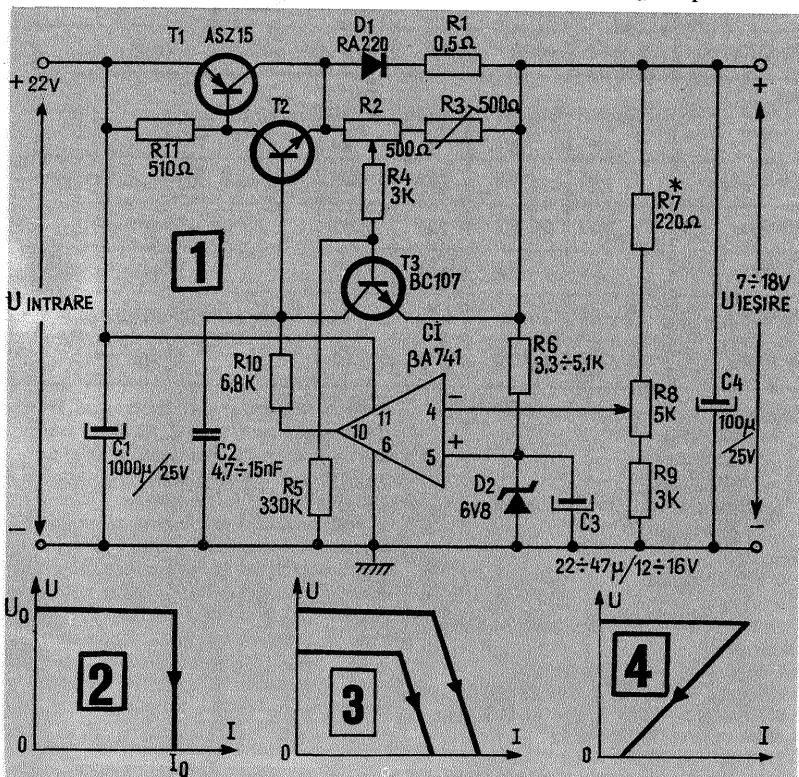 T1 ASZ15
D1
RA220
R1
0,5Ω
+ 22V
T2
R2
500Ω
R3 500Ω
R11
510Ω
R4
3K
R7*
220Ω
1
T3
BC107
U INTRARE
7÷18V
U IEȘIRE
CI
βA741
R6
3,3÷5,1K
R10
6,8K
- 4
11
10
6
+ 5
R8
5K
C4
100µ
/25V
C1
1000µ/25V
C2
4,7÷15nF
R5
330K
D2
6V8
C3
R9
3K
-
-
+
22÷47µ/12÷16V
U
U0
2
0
I0
I
U
3
0
I
U
4
0
I